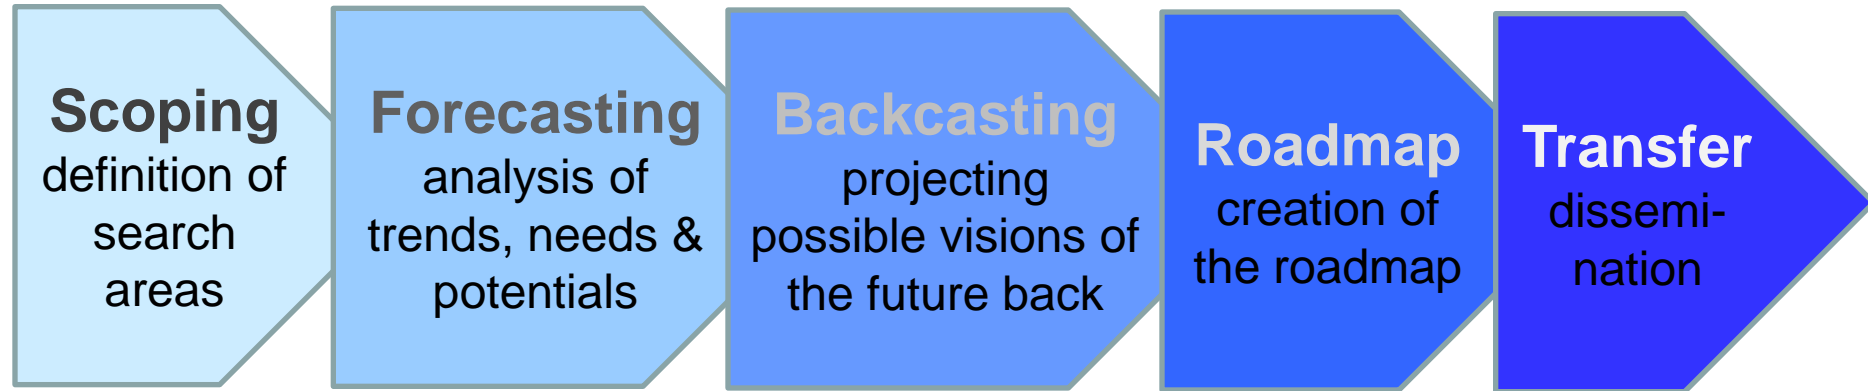 Scoping
definition of
search
areas
Forecasting
analysis of
trends, needs &
potentials
Backcasting
projecting
possible visions of
the future back
Roadmap
creation of
the roadmap
Transfer
dissemi-
nation